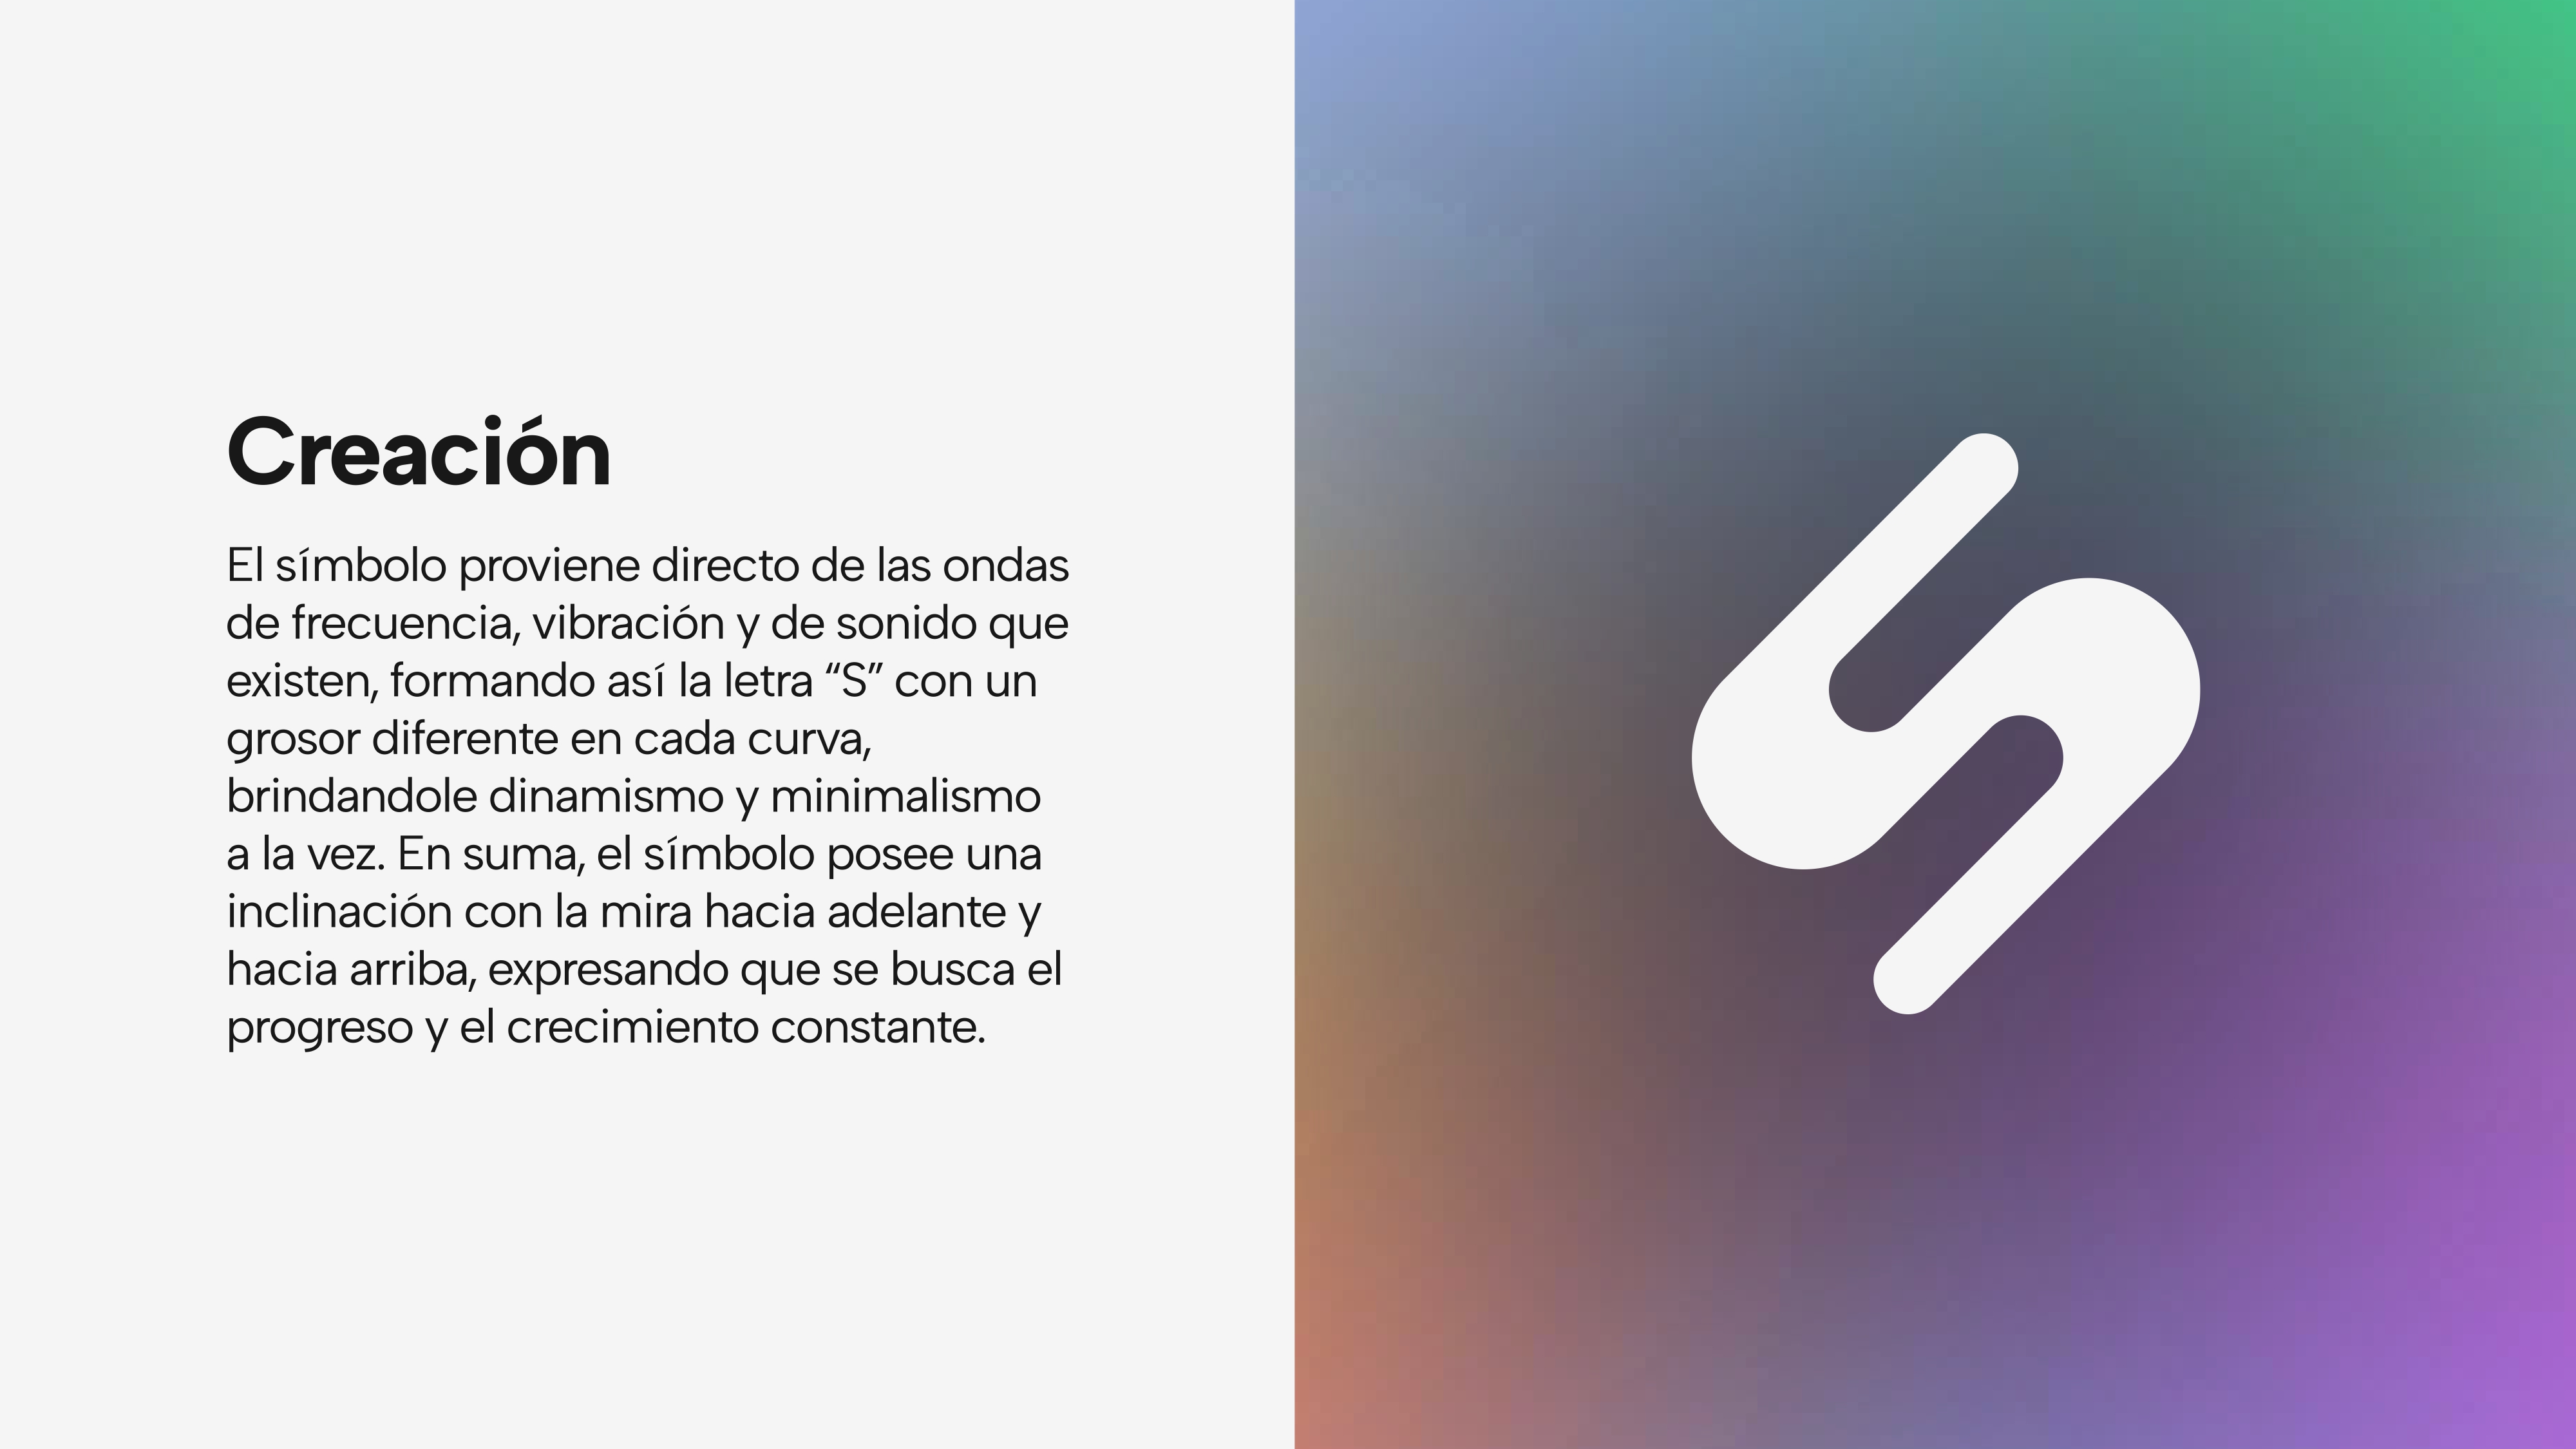 Creación
El símbolo proviene directo de las ondas
de frecuencia, vibración y de sonido que
existen, formando así la letra “S” con un
grosor diferente en cada curva,
brindandole dinamismo y minimalismo
a la vez. En suma, el símbolo posee una
inclinación con la mira hacia adelante y
hacia arriba, expresando que se busca el
progreso y el crecimiento constante.